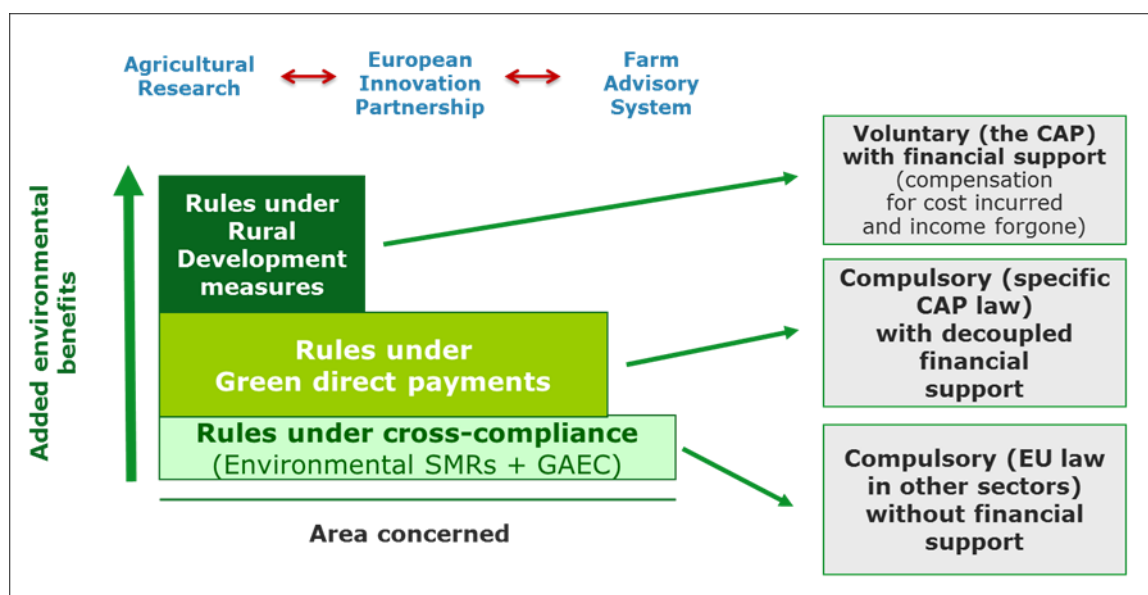 Agricultural
Research
European
Innovation
Partnership
Farm
Advisory
System
Added environmental
benefits
Rules under
Rural
Development
measures
Rules under
Green direct payments
Rules under cross-compliance
(Environmental SMRs + GAEC)
Area concerned
Voluntary (the CAP)
with financial support
(compensation
for cost incurred
and income forgone)
Compulsory (specific
CAP law)
with decoupled
financial
support
Compulsory (EU law
in other sectors)
without financial
support